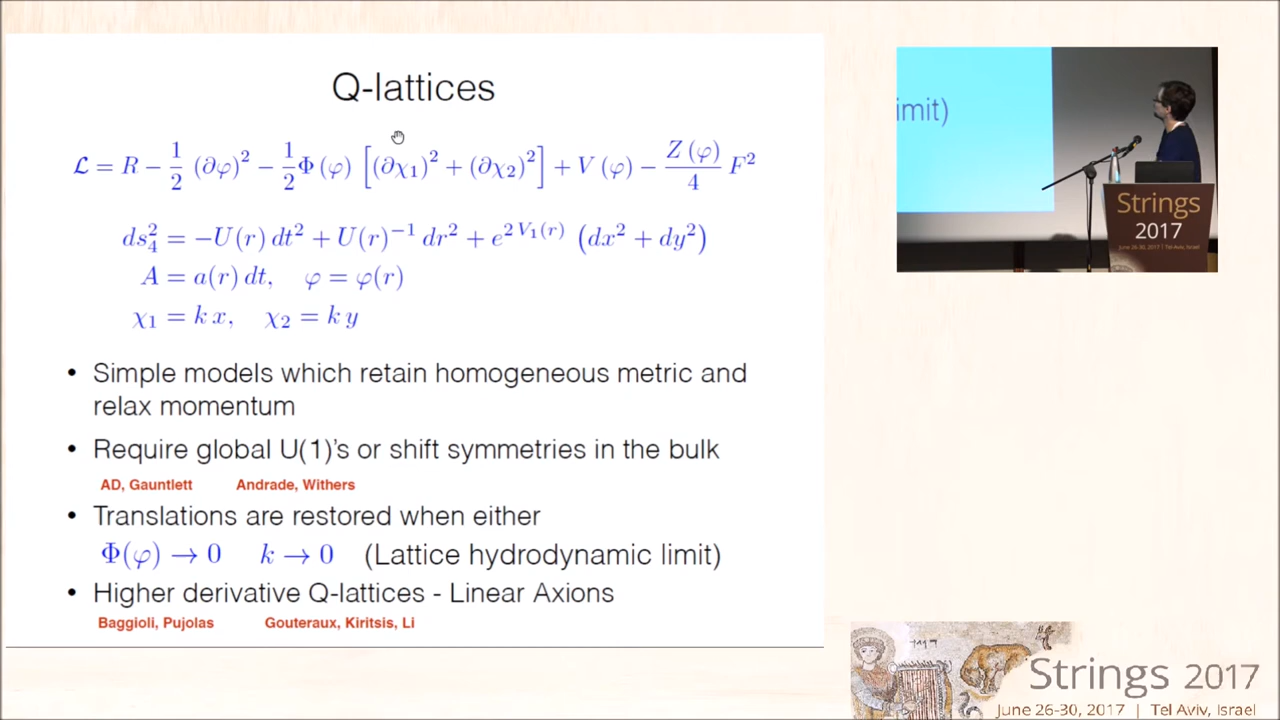 Q-lattices
ℒ = R − 1/2 (∂φ)² − 1/2 Φ(φ) [(∂χ₁)² + (∂χ₂)²] + V(φ) − Z(φ)/4 F²
ds₄² = −U(r) dt² + U(r)⁻¹ dr² + e^{2 V₁(r)} (dx² + dy²)
A = a(r) dt, φ = φ(r)
χ₁ = k x, χ₂ = k y
• Simple models which retain homogeneous metric and
relax momentum
• Require global U(1)'s or shift symmetries in the bulk
AD, Gauntlett Andrade, Withers
• Translations are restored when either
Φ(φ) → 0 k → 0 (Lattice hydrodynamic limit)
• Higher derivative Q-lattices - Linear Axions
Baggioli, Pujolas Gouteraux, Kiritsis, Li
imit)
Strings
2017
June 26-30, 2017 | Tel Aviv, Israel
Strings 2017
June 26-30, 2017 | Tel Aviv, Israel